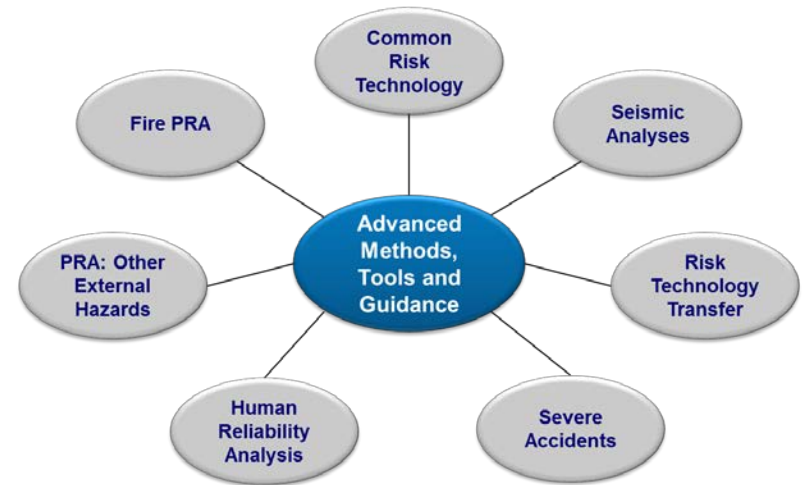 Common
Risk
Technology
Fire PRA
Seismic
Analyses
Advanced
Methods,
Tools and
Guidance
PRA: Other
External
Hazards
Risk
Technology
Transfer
Human
Reliability
Analysis
Severe
Accidents